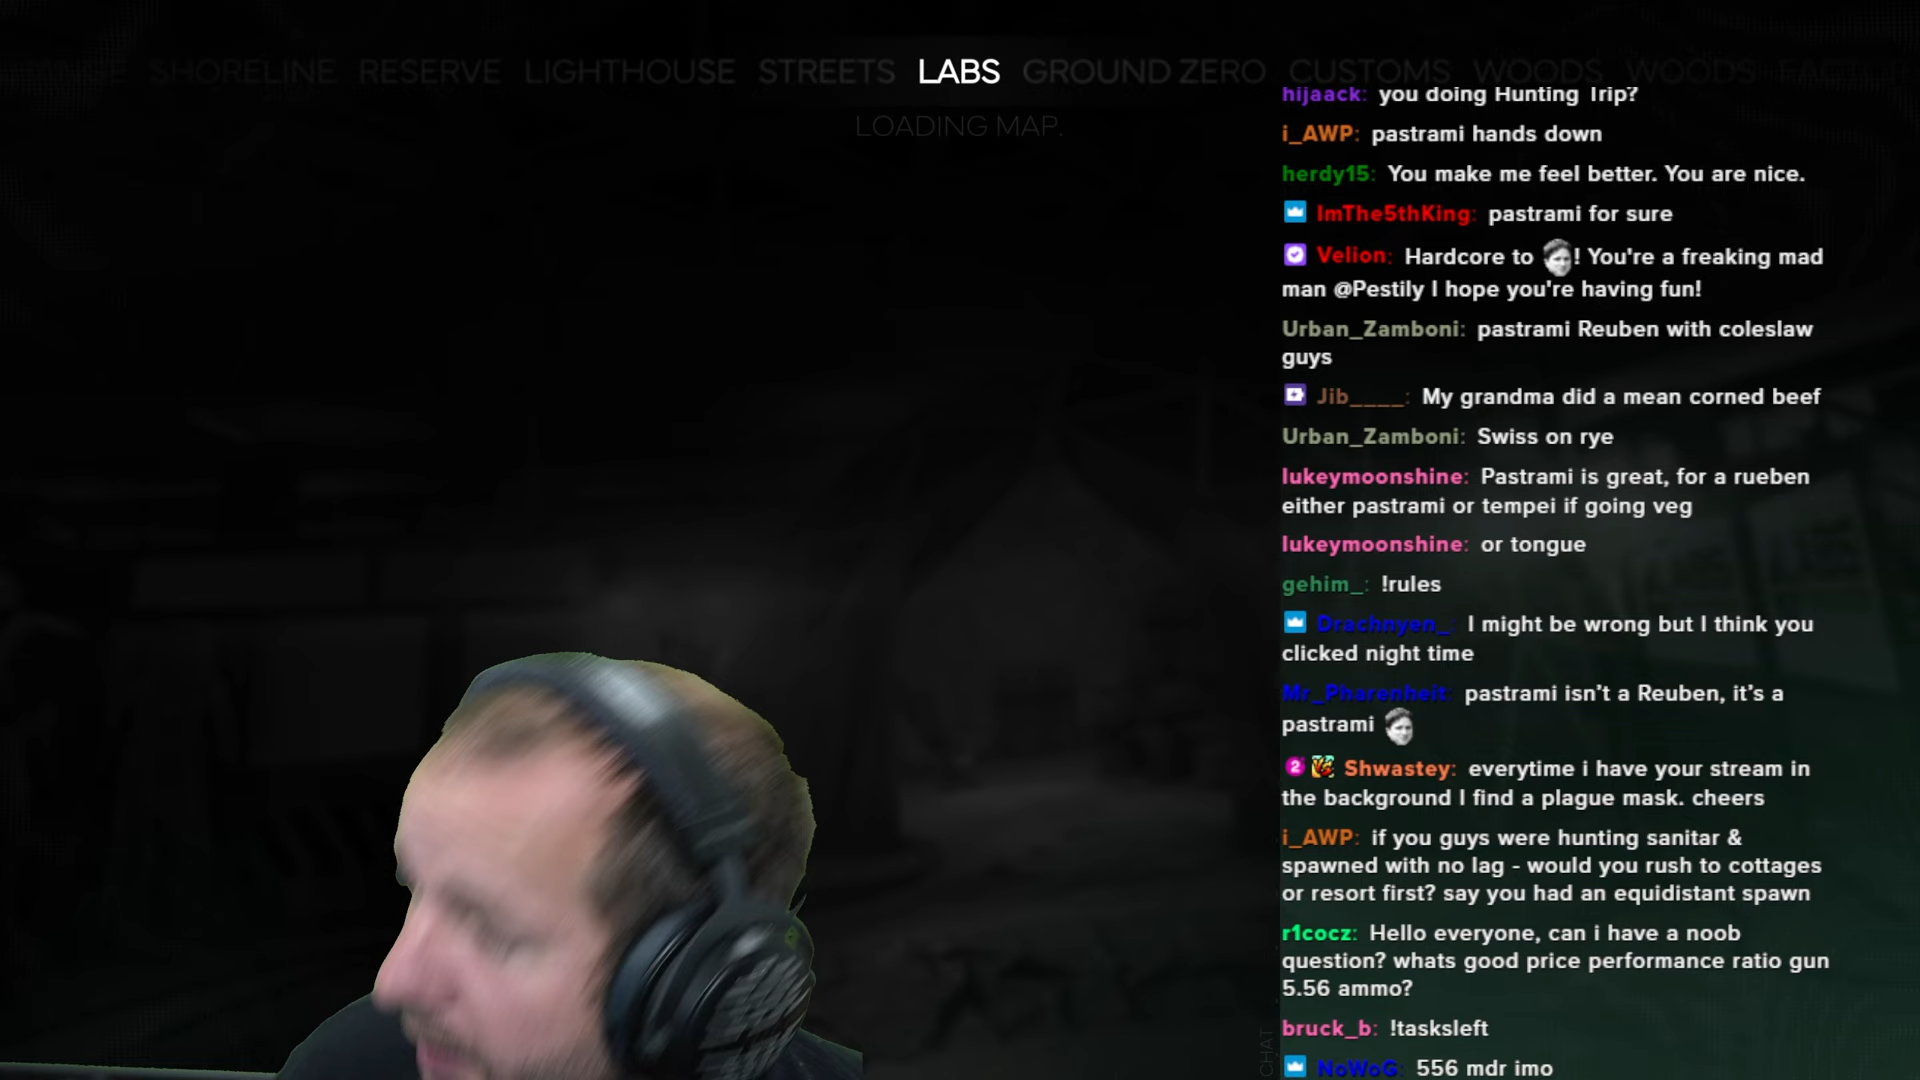 SHORELINE RESERVE LIGHTHOUSE STREETS LABS GROUND ZERO CUSTOMS WOODS WOODS
LOADING MAP.
hijaack: you doing Hunting Trip?
i_AWP: pastrami hands down
herdy15: You make me feel better. You are nice.
ImThe5thKing: pastrami for sure
Velion: Hardcore to ! You're a freaking mad
man @Pestily I hope you're having fun!
Urban_Zamboni: pastrami Reuben with coleslaw
guys
Jib____: My grandma did a mean corned beef
Urban_Zamboni: Swiss on rye
lukeymoonshine: Pastrami is great, for a rueben
either pastrami or tempei if going veg
lukeymoonshine: or tongue
gehim_: !rules
Drachnyen_: I might be wrong but I think you
clicked night time
Mr_Pharenheit: pastrami isn't a Reuben, it's a
pastrami
2 Shwastey: everytime i have your stream in
the background I find a plague mask. cheers
i_AWP: if you guys were hunting sanitar &
spawned with no lag - would you rush to cottages
or resort first? say you had an equidistant spawn
r1cocz: Hello everyone, can i have a noob
question? whats good price performance ratio gun
5.56 ammo?
bruck_b: !tasksleft
NoWoG: 556 mdr imo
CHAT